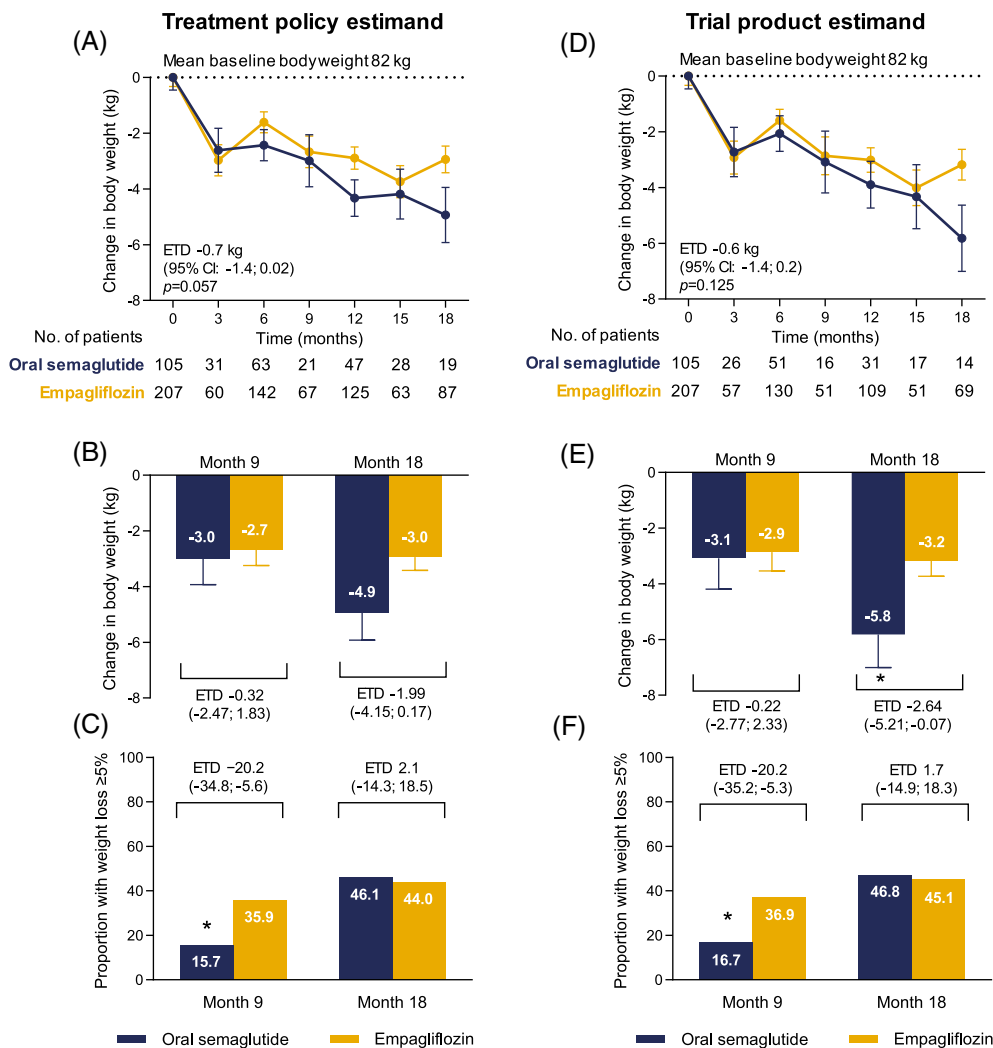 Treatment policy estimand
(A)
Mean baseline bodyweight 82 kg
Change in body weight (kg)
0
-2
-4
-6
-8
ETD -0.7 kg
(95% CI: -1.4; 0.02)
p=0.057
0 3 6 9 12 15 18
No. of patients Time (months)
Oral semaglutide 105 31 63 21 47 28 19
Empagliflozin 207 60 142 67 125 63 87
Trial product estimand
(D)
Mean baseline bodyweight 82 kg
Change in body weight (kg)
0
-2
-4
-6
-8
ETD -0.6 kg
(95% CI: -1.4; 0.2)
p=0.125
0 3 6 9 12 15 18
No. of patients Time (months)
Oral semaglutide 105 26 51 16 31 17 14
Empagliflozin 207 57 130 51 109 51 69
(B)
Month 9 Month 18
Change in body weight (kg)
0
-2
-4
-6
-8
-3.0 -2.7 -4.9 -3.0
ETD -0.32
(-2.47; 1.83)
ETD -1.99
(-4.15; 0.17)
(E)
Month 9 Month 18
Change in body weight (kg)
0
-2
-4
-6
-8
-3.1 -2.9 -5.8 -3.2
*
ETD -0.22
(-2.77; 2.33)
ETD -2.64
(-5.21; -0.07)
(C)
Proportion with weight loss ≥5%
100
80
60
40
20
0
ETD −20.2
(-34.8; -5.6)
ETD 2.1
(-14.3; 18.5)
*
15.7 35.9 46.1 44.0
Month 9 Month 18
Oral semaglutide Empagliflozin
(F)
Proportion with weight loss ≥5%
100
80
60
40
20
0
ETD -20.2
(-35.2; -5.3)
ETD 1.7
(-14.9; 18.3)
*
16.7 36.9 46.8 45.1
Month 9 Month 18
Oral semaglutide Empagliflozin